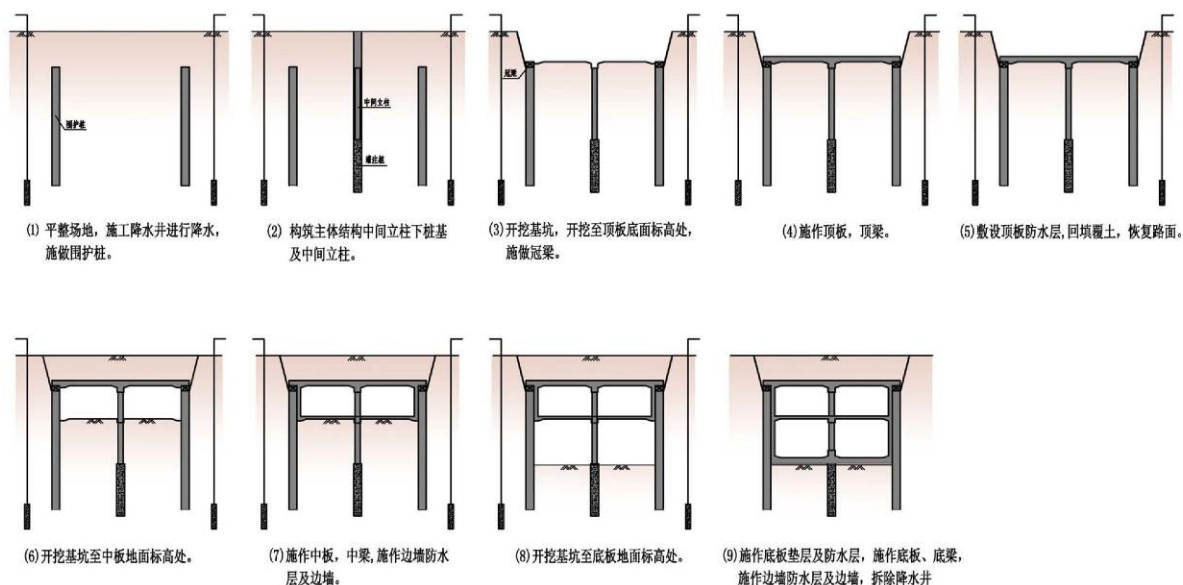 围护桩
(1) 平整场地，施工降水井进行降水，
施做围护桩。
中间立柱
灌注桩
(2) 构筑主体结构中间立柱下桩基
及中间立柱。
冠梁
(3)开挖基坑，开挖至顶板底面标高处，
施做冠梁。
(4)施作顶板，顶梁。
(5)敷设顶板防水层,回填覆土，恢复路面。
(6)开挖基坑至中板地面标高处。
(7)施作中板，中梁,施作边墙防水
层及边墙。
(8)开挖基坑至底板地面标高处。
(9)施作底板垫层及防水层，施作底板、底梁，
施作边墙防水层及边墙，拆除降水井